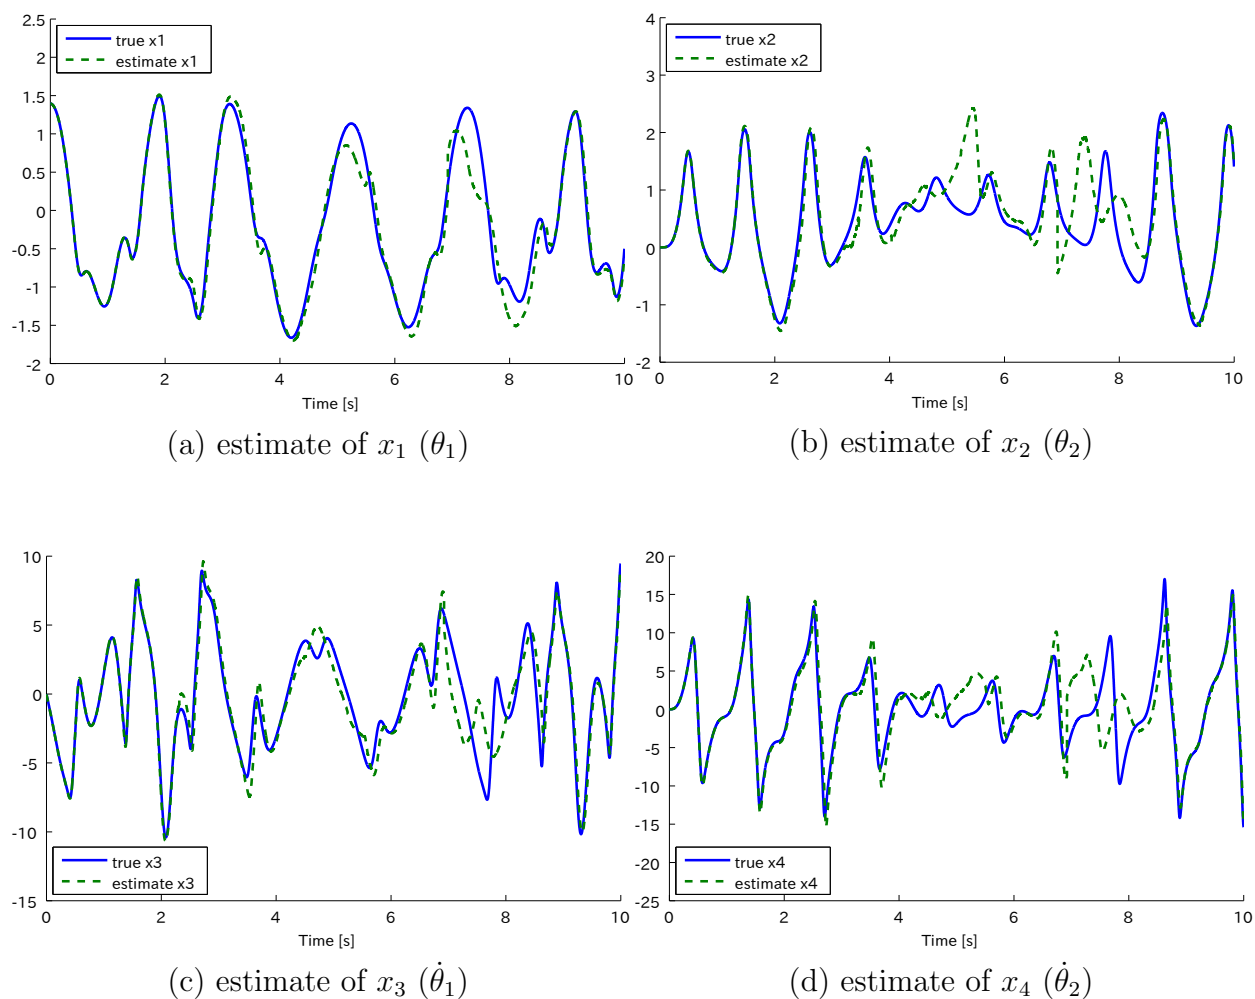 2.5
2
1.5
1
0.5
0
-0.5
-1
-1.5
-2
true x1
estimate x1
0 2 4 6 8 10
Time [s]
(a) estimate of x₁ (θ₁)
4
3
2
1
0
-1
-2
true x2
estimate x2
0 2 4 6 8 10
Time [s]
(b) estimate of x₂ (θ₂)
10
5
0
-5
-10
-15
true x3
estimate x3
0 2 4 6 8 10
Time [s]
(c) estimate of x₃ (θ̇₁)
20
15
10
5
0
-5
-10
-15
-20
-25
true x4
estimate x4
0 2 4 6 8 10
Time [s]
(d) estimate of x₄ (θ̇₂)